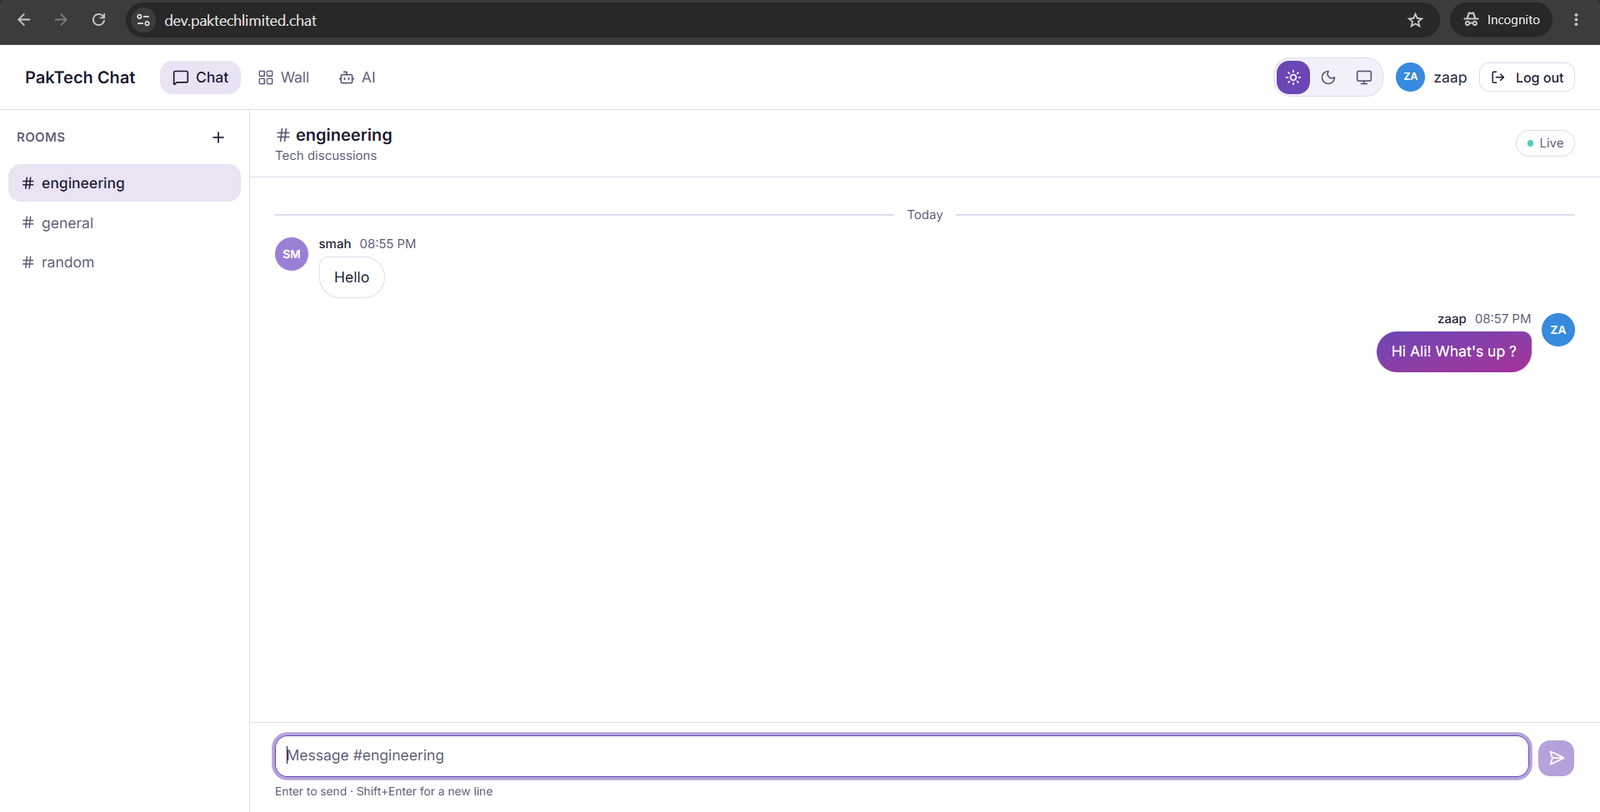 dev.paktechlimited.chat
Incognito
PakTech Chat
Chat
Wall
AI
ZA
zaap
Log out
ROOMS
# engineering
# general
# random
# engineering
Tech discussions
Live
Today
SM
smah 08:55 PM
Hello
zaap 08:57 PM
ZA
Hi Ali! What's up ?
Message #engineering
Enter to send · Shift+Enter for a new line